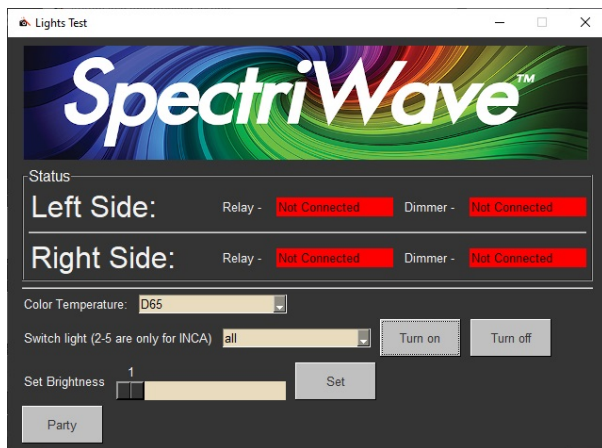 Lights Test
SpectriWave™
Status
Left Side: Relay - Not Connected Dimmer - Not Connected
Right Side: Relay - Not Connected Dimmer - Not Connected
Color Temperature: D65
Switch light (2-5 are only for INCA) all Turn on Turn off
1
Set Brightness Set
Party